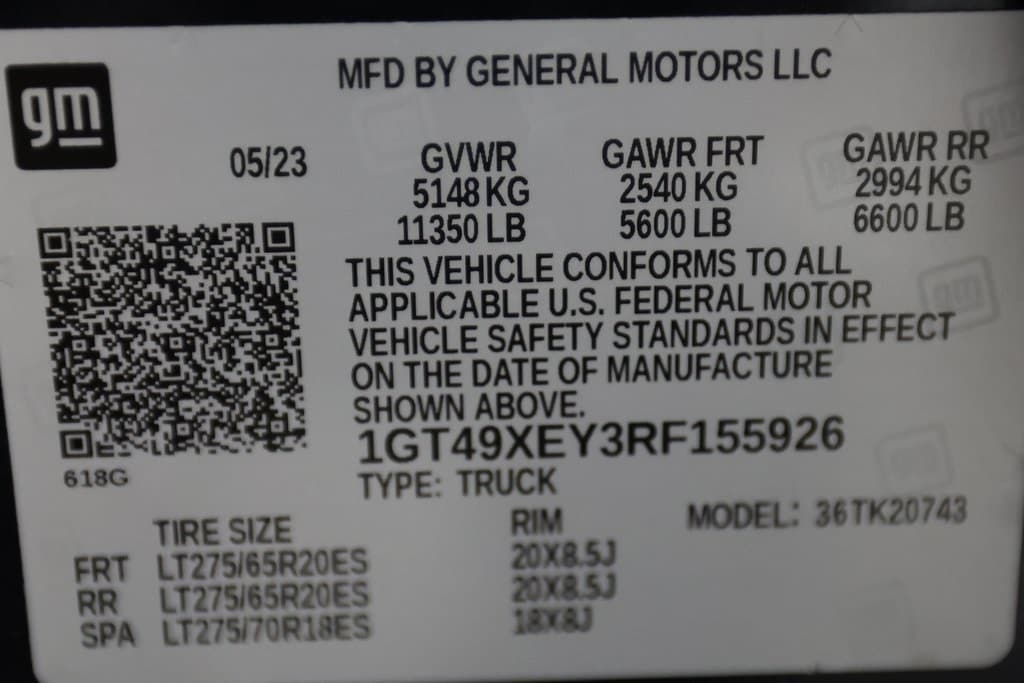 gm
MFD BY GENERAL MOTORS LLC
05/23 GVWR GAWR FRT GAWR RR
5148 KG 2540 KG 2994 KG
11350 LB 5600 LB 6600 LB
THIS VEHICLE CONFORMS TO ALL
APPLICABLE U.S. FEDERAL MOTOR
VEHICLE SAFETY STANDARDS IN EFFECT
ON THE DATE OF MANUFACTURE
SHOWN ABOVE.
1GT49XEY3RF155926
618G
TYPE: TRUCK
MODEL: 36TK20743
TIRE SIZE RIM
FRT LT275/65R20ES 20X8.5J
RR LT275/65R20ES 20X8.5J
SPA LT275/70R18ES 18X8J